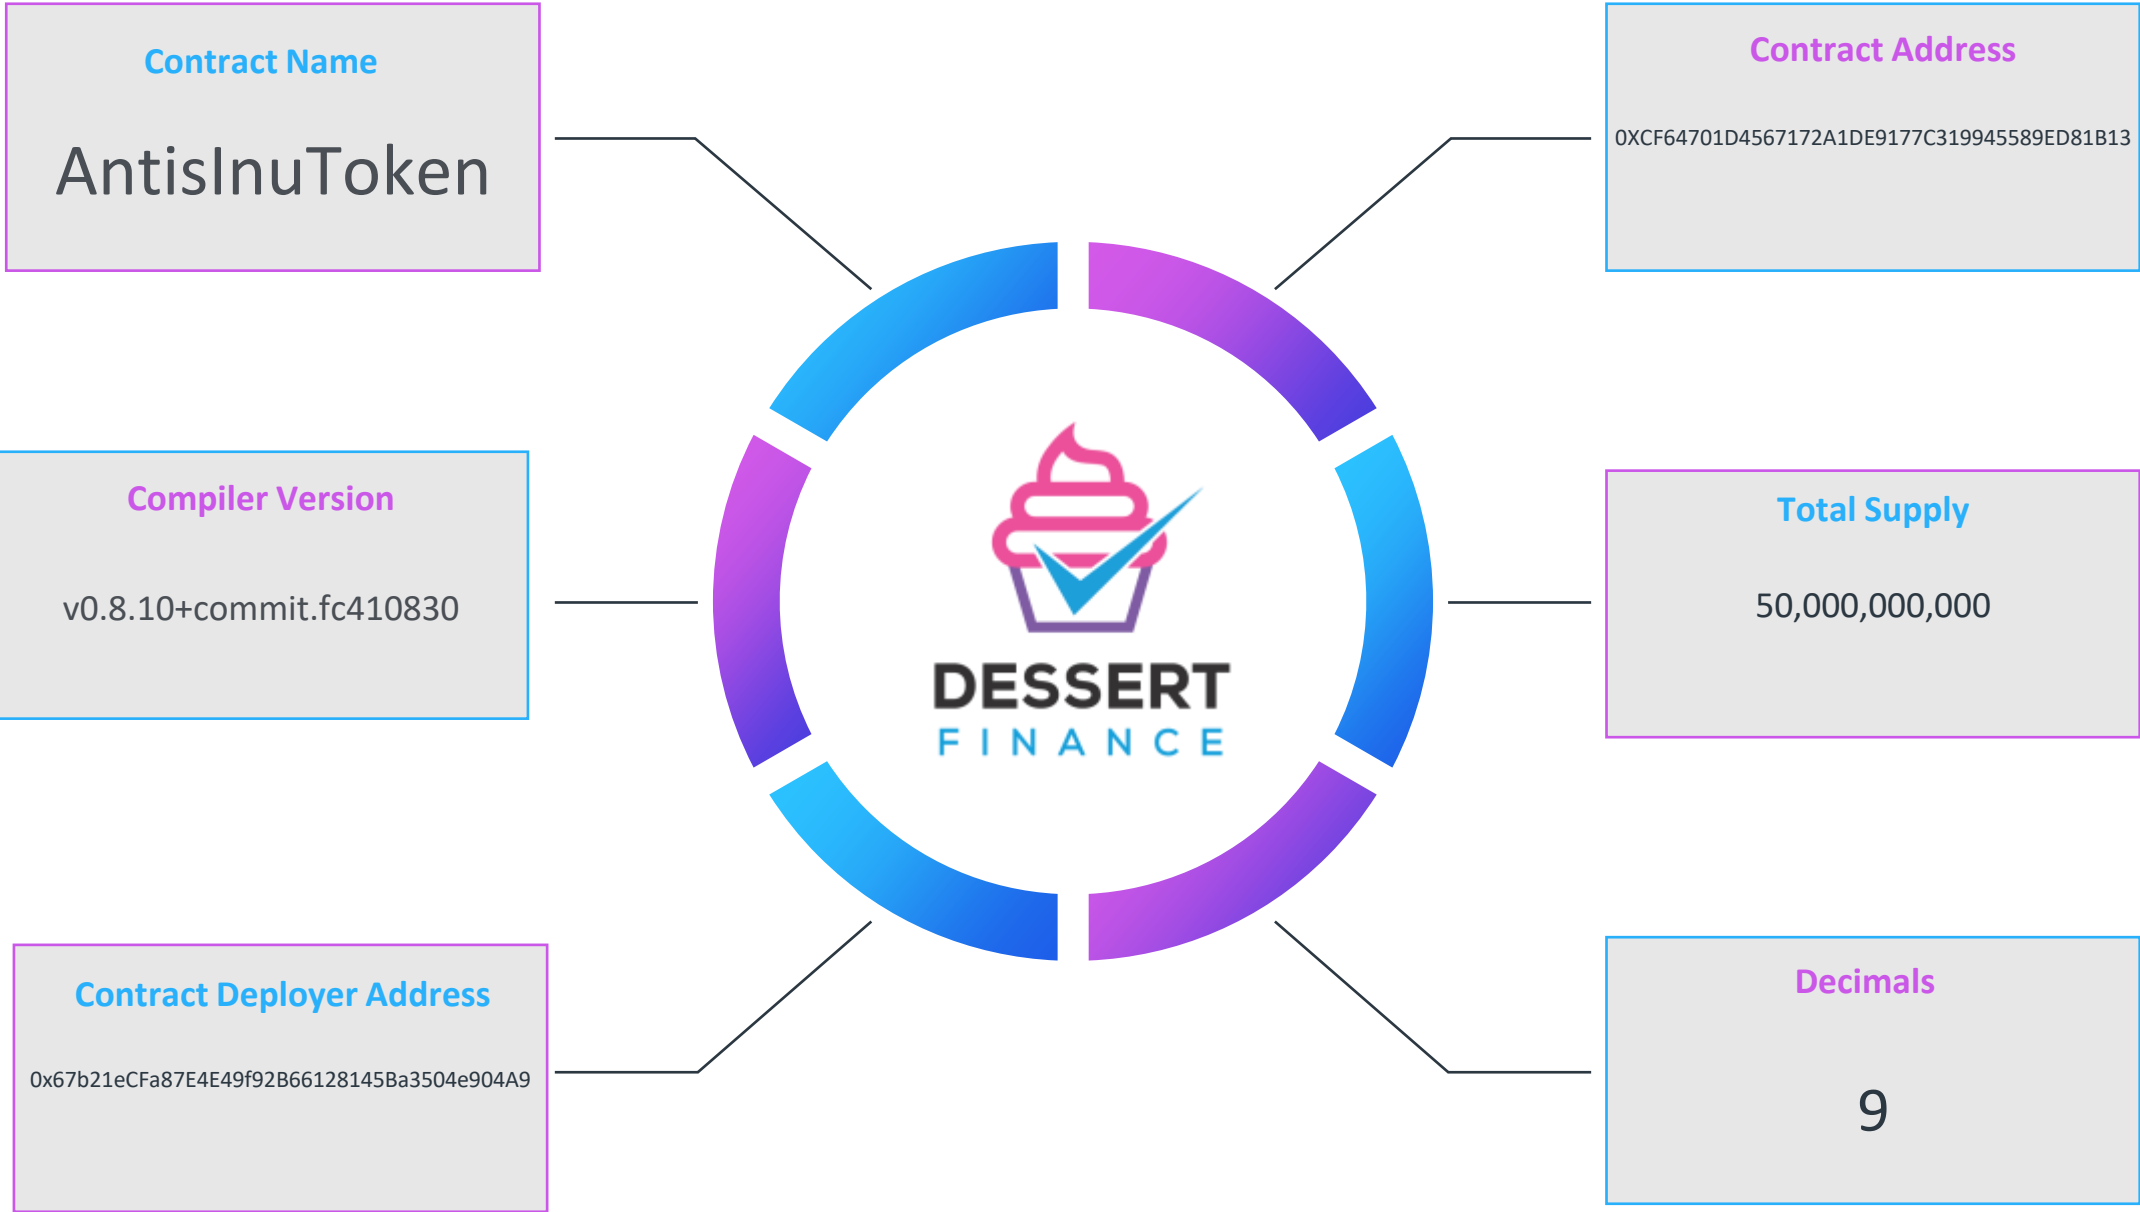 Contract Name
AntisInuToken
Contract Address
0XCF64701D4567172A1DE9177C319945589ED81B13
Compiler Version
v0.8.10+commit.fc410830
Total Supply
50,000,000,000
DESSERT
FINANCE
Contract Deployer Address
0x67b21eCFa87E4E49f92B66128145Ba3504e904A9
Decimals
9